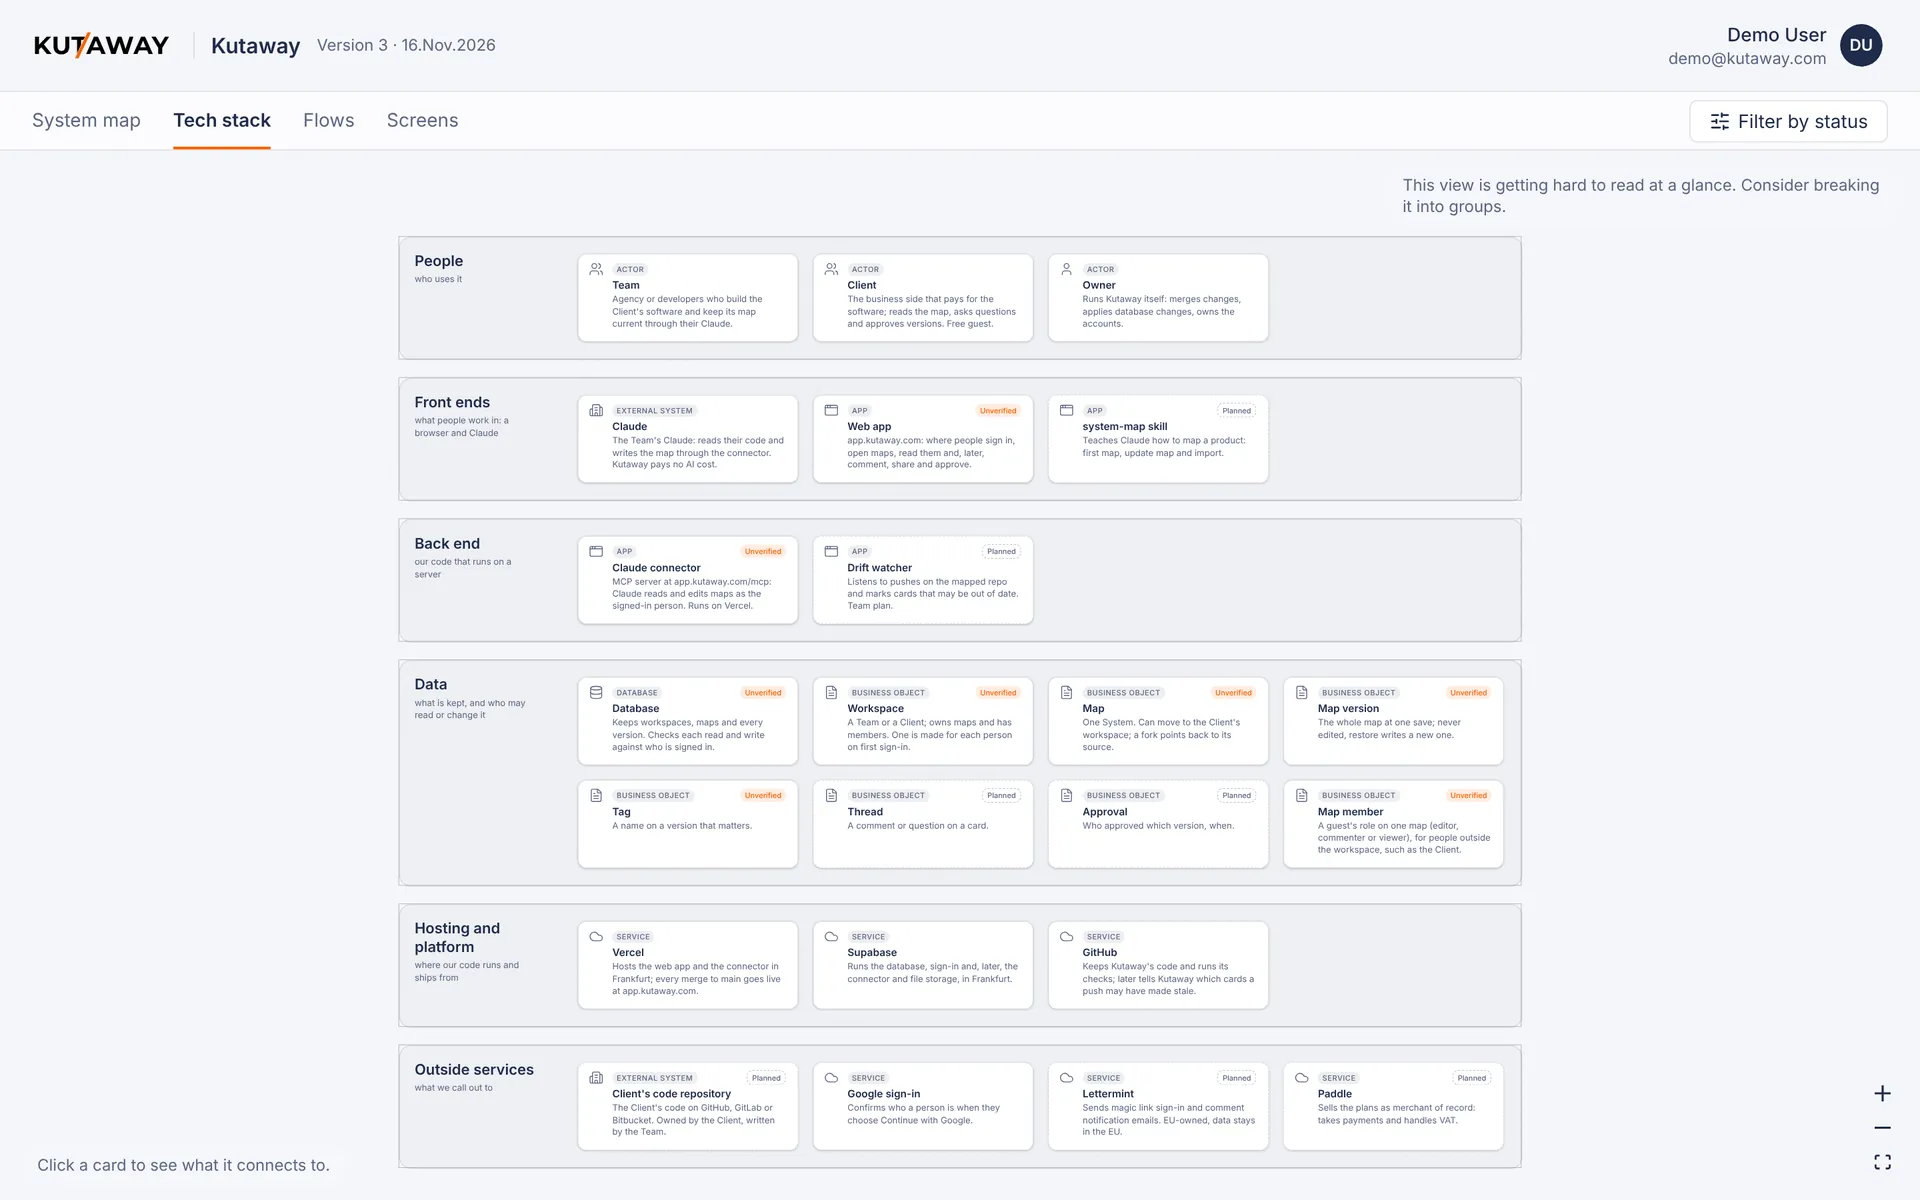 KUTAWAY
Kutaway
Version 3 · 16.Nov.2026
Demo User
demo@kutaway.com
DU
System map
Tech stack
Flows
Screens
Filter by status
This view is getting hard to read at a glance. Consider breaking
it into groups.
People
who uses it
ACTOR
Team
Agency or developers who build the
Client's software and keep its map
current through their Claude.
ACTOR
Client
The business side that pays for the
software; reads the map, asks questions
and approves versions. Free guest.
ACTOR
Owner
Runs Kutaway itself: merges changes,
applies database changes, owns the
accounts.
Front ends
what people work in: a
browser and Claude
EXTERNAL SYSTEM
Claude
The Team's Claude: reads their code and
writes the map through the connector.
Kutaway pays no AI cost.
APP
Unverified
Web app
app.kutaway.com: where people sign in,
open maps, read them and, later,
comment, share and approve.
APP
Planned
system-map skill
Teaches Claude how to map a product:
first map, update map and import.
Back end
our code that runs on a
server
APP
Unverified
Claude connector
MCP server at app.kutaway.com/mcp:
Claude reads and edits maps as the
signed-in person. Runs on Vercel.
APP
Planned
Drift watcher
Listens to pushes on the mapped repo
and marks cards that may be out of date.
Team plan.
Data
what is kept, and who may
read or change it
DATABASE
Unverified
Database
Keeps workspaces, maps and every
version. Checks each read and write
against who is signed in.
BUSINESS OBJECT
Unverified
Workspace
A Team or a Client; owns maps and has
members. One is made for each person
on first sign-in.
BUSINESS OBJECT
Unverified
Map
One System. Can move to the Client's
workspace; a fork points back to its
source.
BUSINESS OBJECT
Unverified
Map version
The whole map at one save; never
edited, restore writes a new one.
BUSINESS OBJECT
Unverified
Tag
A name on a version that matters.
BUSINESS OBJECT
Planned
Thread
A comment or question on a card.
BUSINESS OBJECT
Planned
Approval
Who approved which version, when.
BUSINESS OBJECT
Unverified
Map member
A guest's role on one map (editor,
commenter or viewer), for people outside
the workspace, such as the Client.
Hosting and
platform
where our code runs and
ships from
SERVICE
Vercel
Hosts the web app and the connector in
Frankfurt; every merge to main goes live
at app.kutaway.com.
SERVICE
Supabase
Runs the database, sign-in and, later, the
connector and file storage, in Frankfurt.
SERVICE
GitHub
Keeps Kutaway's code and runs its
checks; later tells Kutaway which cards a
push may have made stale.
Outside services
what we call out to
EXTERNAL SYSTEM
Planned
Client's code repository
The Client's code on GitHub, GitLab or
Bitbucket. Owned by the Client, written
by the Team.
SERVICE
Google sign-in
Confirms who a person is when they
choose Continue with Google.
SERVICE
Planned
Lettermint
Sends magic link sign-in and comment
notification emails. EU-owned, data stays
in the EU.
SERVICE
Planned
Paddle
Sells the plans as merchant of record:
takes payments and handles VAT.
Click a card to see what it connects to.